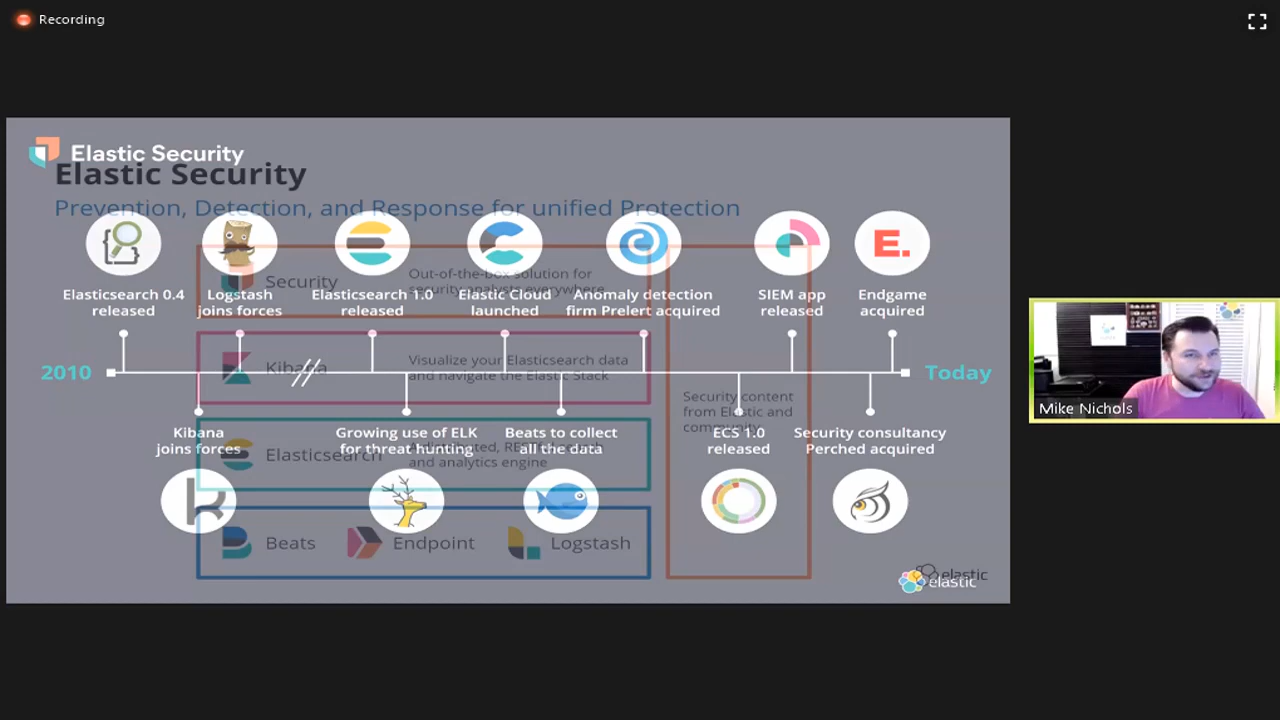 Recording
Elastic Security
Elastic Security
Prevention, Detection, and Response for unified Protection
E.
Elasticsearch 0.4
released
Logstash
joins forces
Elasticsearch 1.0
released
Elastic Cloud
launched
Anomaly detection
firm Prelert acquired
SIEM app
released
Endgame
acquired
Security
Out-of-the-box solution for
security analysts everywhere
2010
Today
Kibana
Visualize your Elasticsearch data
and navigate the Elastic Stack
Security content
from Elastic and
community
Kibana
joins forces
Growing use of ELK
for threat hunting
Beats to collect
all the data
ECS 1.0
released
Security consultancy
Perched acquired
Elasticsearch
and analytics engine
Beats
Endpoint
Logstash
elastic
elastic
Mike Nichols